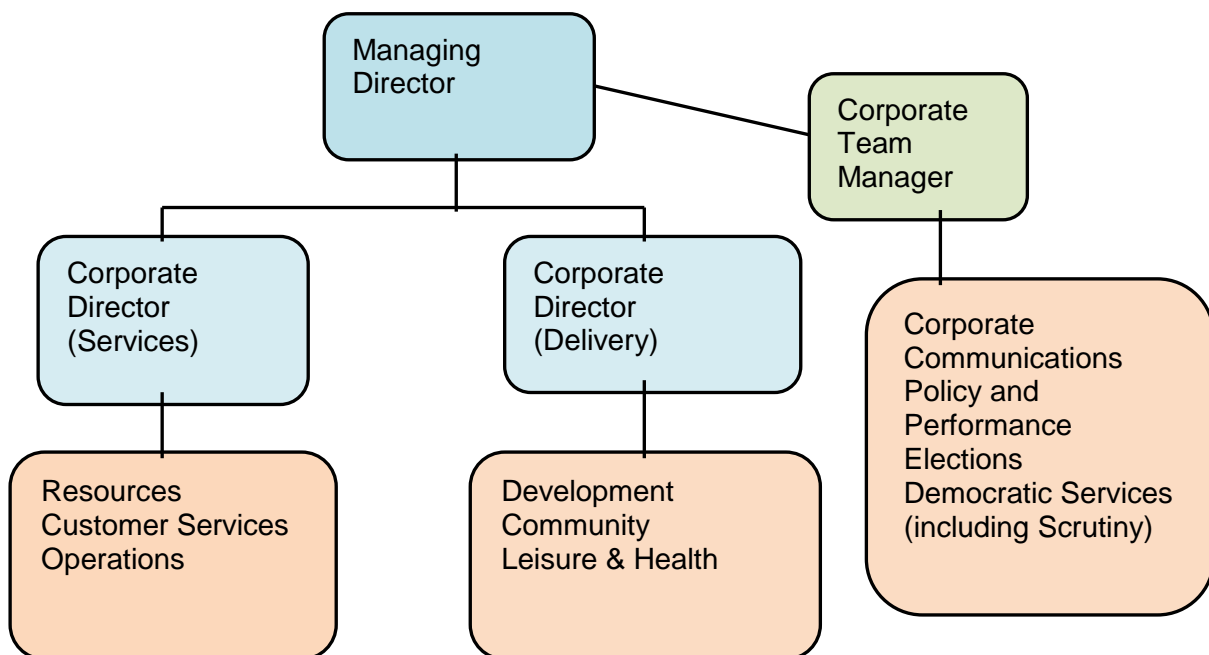 Managing
Director
Corporate
Team
Manager
Corporate
Director
(Services)
Corporate
Director
(Delivery)
Corporate
Communications
Policy and
Performance
Elections
Democratic Services
(including Scrutiny)
Resources
Customer Services
Operations
Development
Community
Leisure & Health